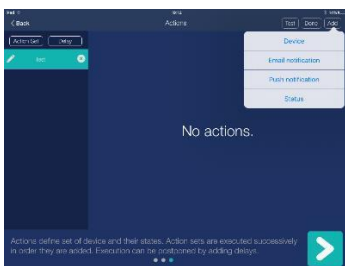 iPad
Back
Actions
Test
Done
Add
Action Set
Delay
Device
Email notification
Push notification
Status
No actions.
Actions define set of device and their states. Action sets are executed successively
in order they are added. Execution can be postponed by adding delays.